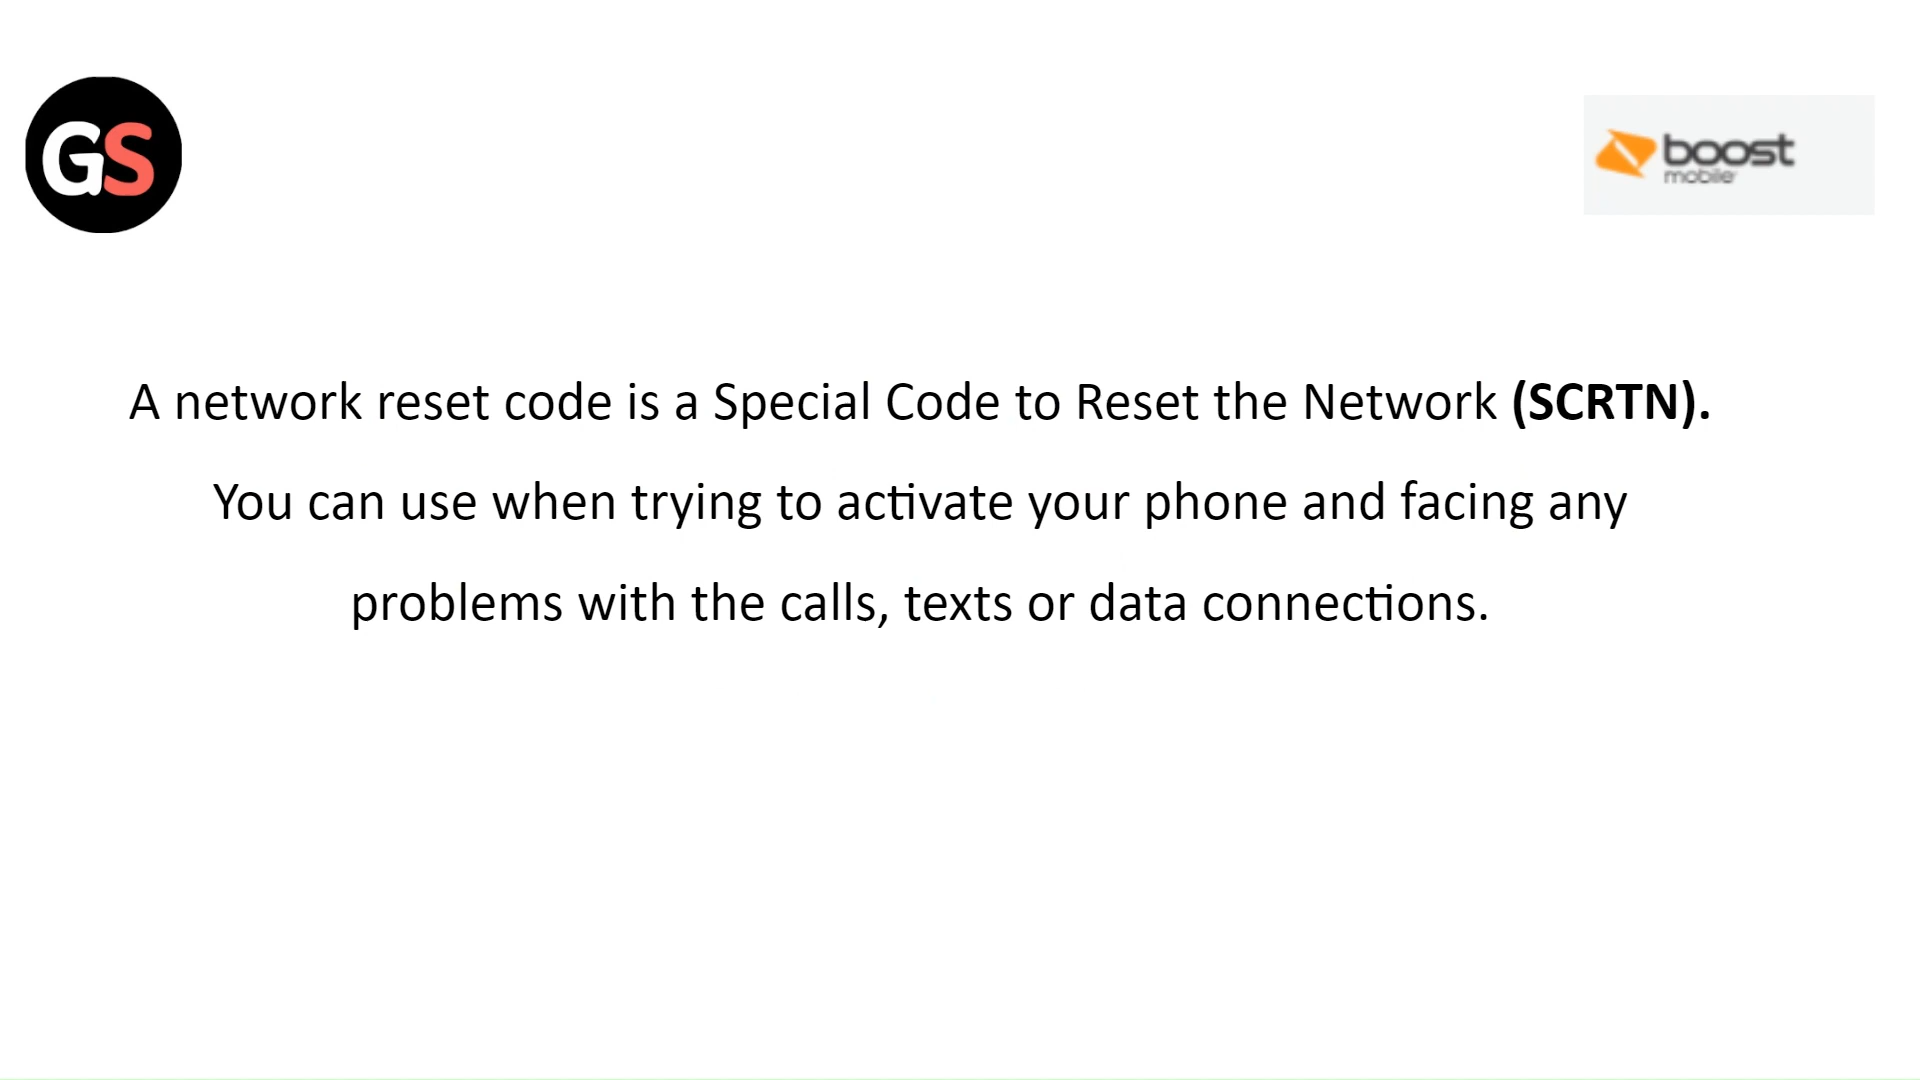 GS
boost
mobile
A network reset code is a Special Code to Reset the Network (SCRTN).
You can use when trying to activate your phone and facing any
problems with the calls, texts or data connections.